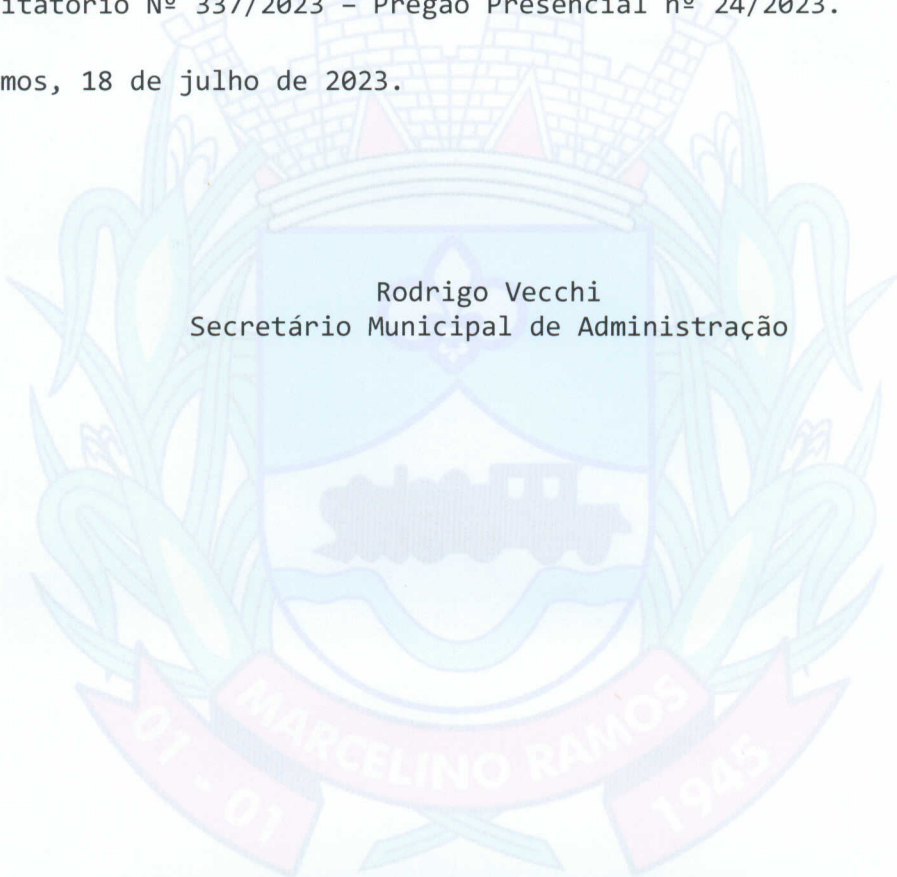 itatório Nº 337/2023 – Pregão Presencial nº 24/2023.
mos, 18 de julho de 2023.
Rodrigo Vecchi
Secretário Municipal de Administração
01 - 01
MARCELINO RAMOS
1945